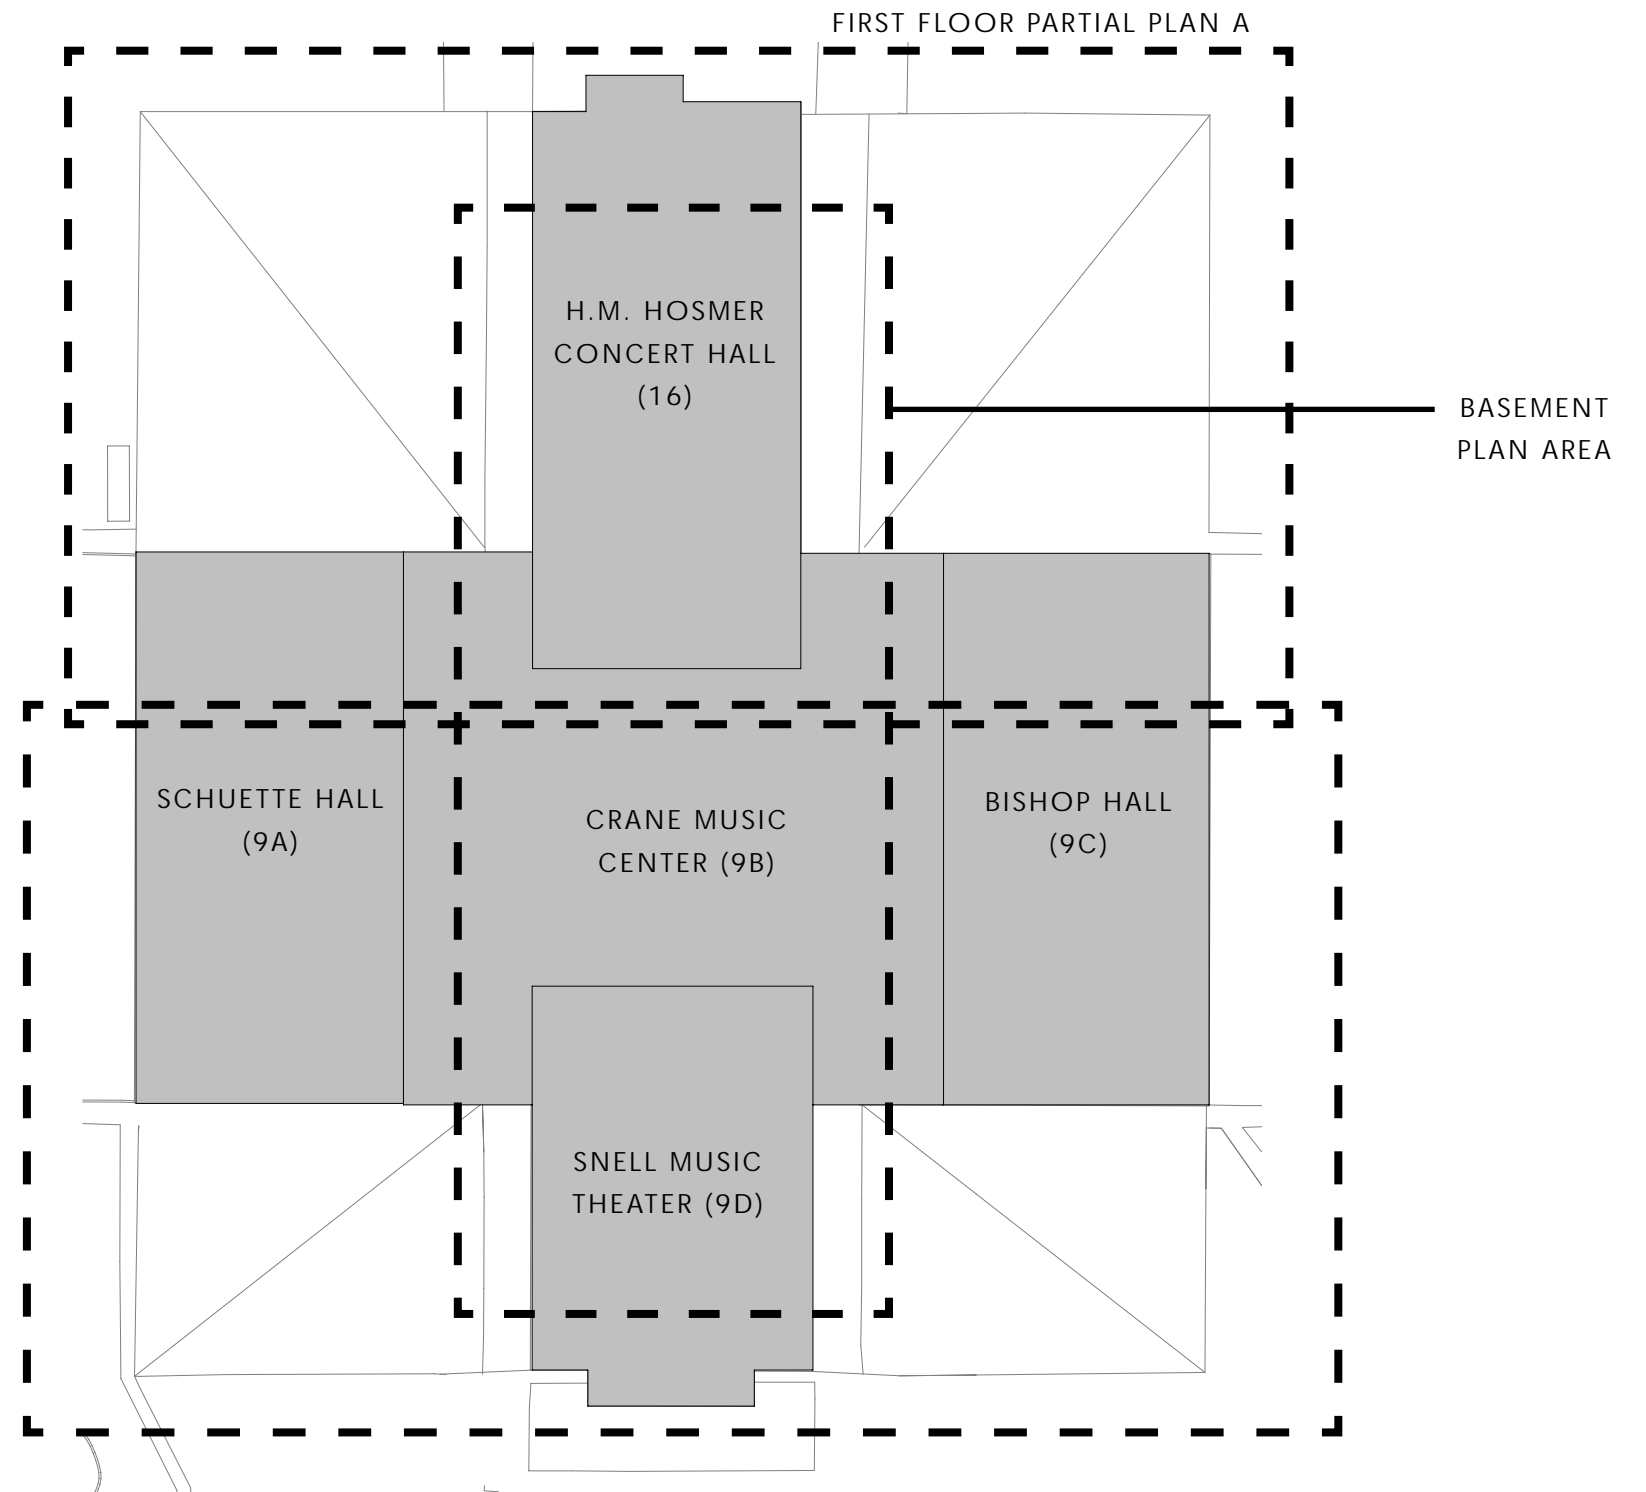 FIRST FLOOR PARTIAL PLAN A
H.M. HOSMER
CONCERT HALL
(16)
BASEMENT
PLAN AREA
SCHUETTE HALL
(9A)
CRANE MUSIC
CENTER (9B)
BISHOP HALL
(9C)
SNELL MUSIC
THEATER (9D)